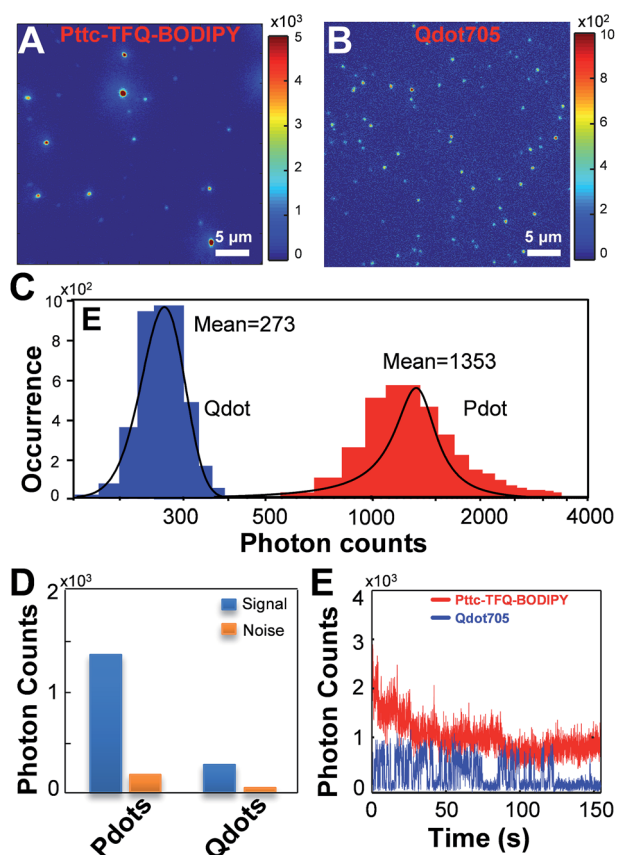 A
Pttc-TFQ-BODIPY
x10³
5
4
3
2
1
0
5 µm
B
Qdot705
x10²
10
8
6
4
2
0
5 µm
C
x10²
E
10
8
6
4
2
0
Occurrence
Mean=273
Qdot
Mean=1353
Pdot
300
500
1000
2000
4000
Photon counts
D
x10³
2
1
0
Photon Counts
Signal
Noise
Pdots
Qdots
E
x10³
4
3
2
1
0
Photon Counts
Pttc-TFQ-BODIPY
Qdot705
0
50
100
150
Time (s)